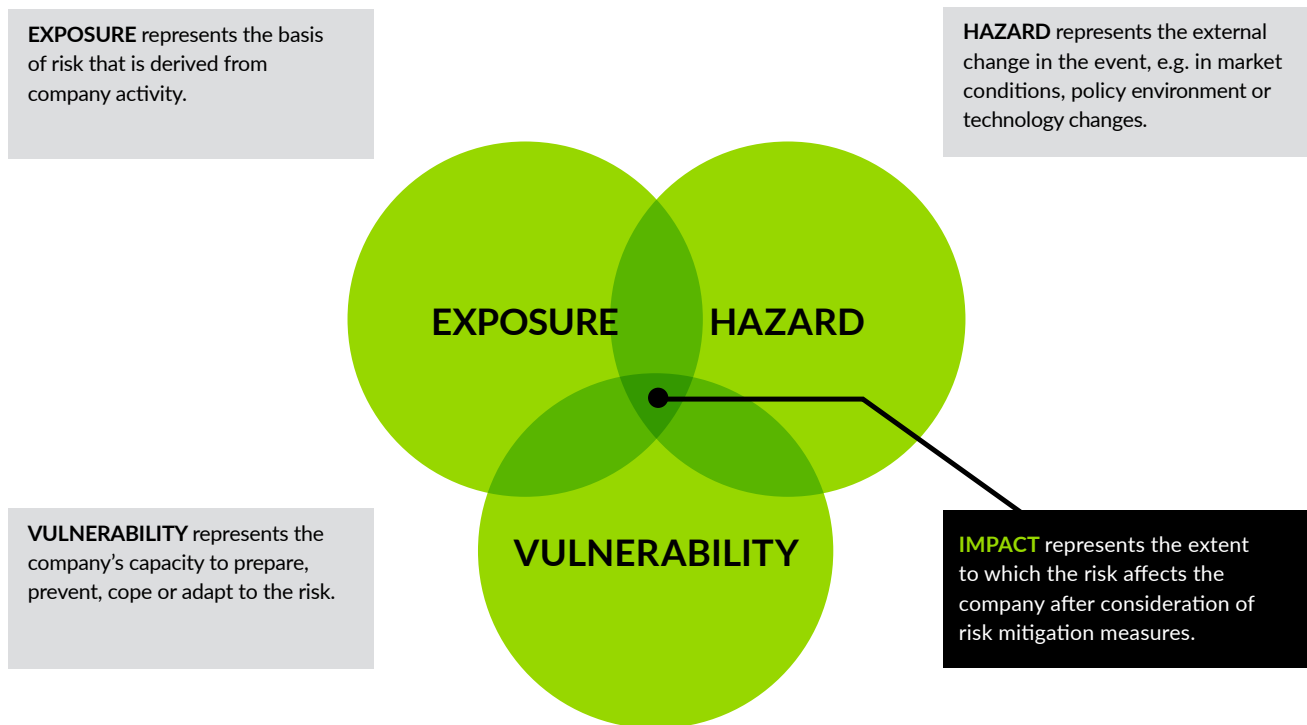 EXPOSURE represents the basis
of risk that is derived from
company activity.
HAZARD represents the external
change in the event, e.g. in market
conditions, policy environment or
technology changes.
EXPOSURE
HAZARD
VULNERABILITY
VULNERABILITY represents the
company's capacity to prepare,
prevent, cope or adapt to the risk.
IMPACT represents the extent
to which the risk affects the
company after consideration of
risk mitigation measures.